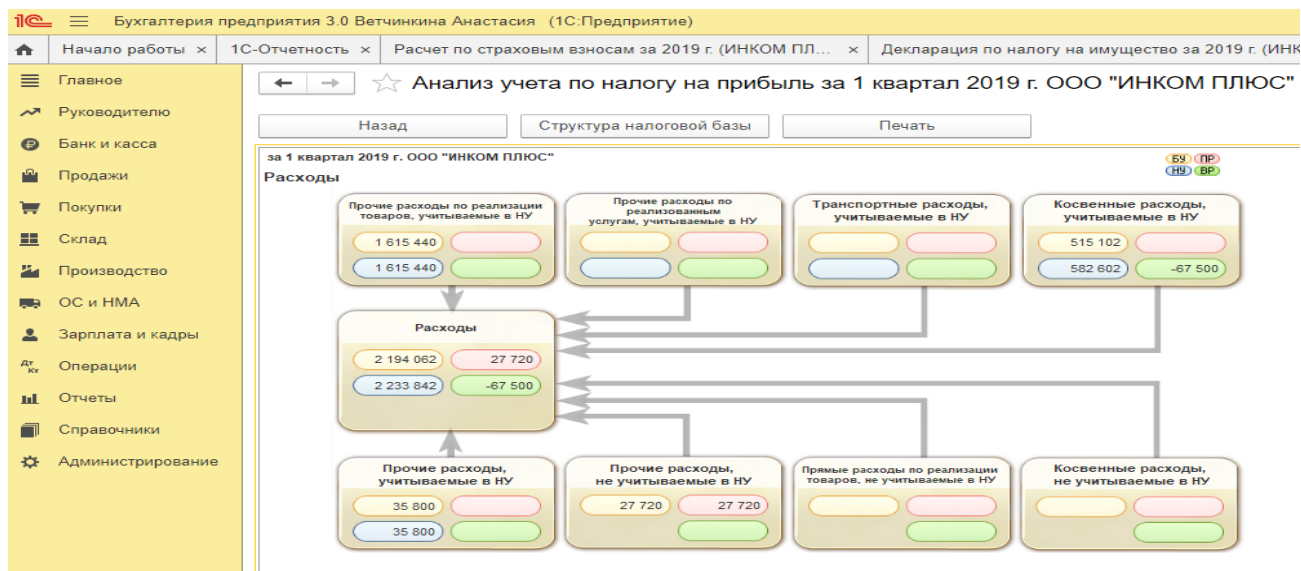 1С Бухгалтерия предприятия 3.0 Ветчинкина Анастасия (1С:Предприятие)
Начало работы × 1С-Отчетность × Расчет по страховым взносам за 2019 г. (ИНКОМ ПЛ... × Декларация по налогу на имущество за 2019 г. (ИНК
Главное
Руководителю
Банк и касса
Продажи
Покупки
Склад
Производство
ОС и НМА
Зарплата и кадры
Дт Кт Операции
Отчеты
Справочники
Администрирование
Анализ учета по налогу на прибыль за 1 квартал 2019 г. ООО "ИНКОМ ПЛЮС"
Назад Структура налоговой базы Печать
за 1 квартал 2019 г. ООО "ИНКОМ ПЛЮС"
БУ ПР
НУ ВР
Расходы
Прочие расходы по реализации
товаров, учитываемые в НУ
1 615 440
1 615 440
Прочие расходы по
реализованным
услугам, учитываемые в НУ
Транспортные расходы,
учитываемые в НУ
Косвенные расходы,
учитываемые в НУ
515 102
582 602 -67 500
Расходы
2 194 062 27 720
2 233 842 -67 500
Прочие расходы,
учитываемые в НУ
35 800
35 800
Прочие расходы,
не учитываемые в НУ
27 720 27 720
Прямые расходы по реализации
товаров, не учитываемые в НУ
Косвенные расходы,
не учитываемые в НУ